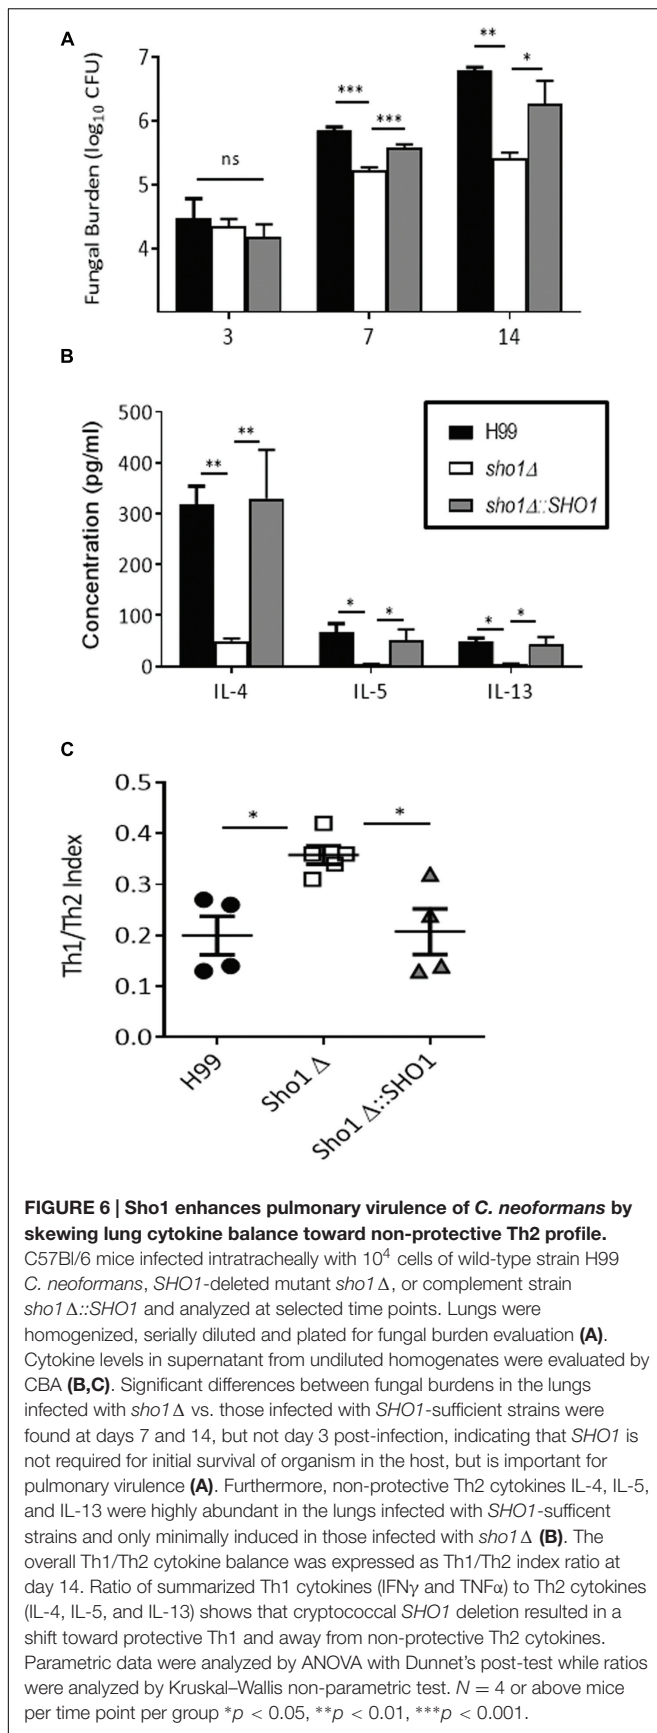 A
Fungal Burden (log10 CFU)
7
6
5
4
ns
***
***
**
*
3 7 14
B
Concentration (pg/ml)
500
400
300
200
100
0
**
**
*
*
*
*
H99
sho1Δ
sho1Δ::SHO1
IL-4 IL-5 IL-13
C
Th1/Th2 Index
0.5
0.4
0.3
0.2
0.1
0.0
*
*
H99
Sho1 Δ
Sho1 Δ::SHO1
FIGURE 6 | Sho1 enhances pulmonary virulence of C. neoformans by
skewing lung cytokine balance toward non-protective Th2 profile.
C57Bl/6 mice infected intratracheally with 10⁴ cells of wild-type strain H99
C. neoformans, SHO1-deleted mutant sho1Δ, or complement strain
sho1Δ::SHO1 and analyzed at selected time points. Lungs were
homogenized, serially diluted and plated for fungal burden evaluation (A).
Cytokine levels in supernatant from undiluted homogenates were evaluated by
CBA (B,C). Significant differences between fungal burdens in the lungs
infected with sho1Δ vs. those infected with SHO1-sufficient strains were
found at days 7 and 14, but not day 3 post-infection, indicating that SHO1 is
not required for initial survival of organism in the host, but is important for
pulmonary virulence (A). Furthermore, non-protective Th2 cytokines IL-4, IL-5,
and IL-13 were highly abundant in the lungs infected with SHO1-sufficent
strains and only minimally induced in those infected with sho1Δ (B). The
overall Th1/Th2 cytokine balance was expressed as Th1/Th2 index ratio at
day 14. Ratio of summarized Th1 cytokines (IFNγ and TNFα) to Th2 cytokines
(IL-4, IL-5, and IL-13) shows that cryptococcal SHO1 deletion resulted in a
shift toward protective Th1 and away from non-protective Th2 cytokines.
Parametric data were analyzed by ANOVA with Dunnet's post-test while ratios
were analyzed by Kruskal–Wallis non-parametric test. N = 4 or above mice
per time point per group *p < 0.05, **p < 0.01, ***p < 0.001.